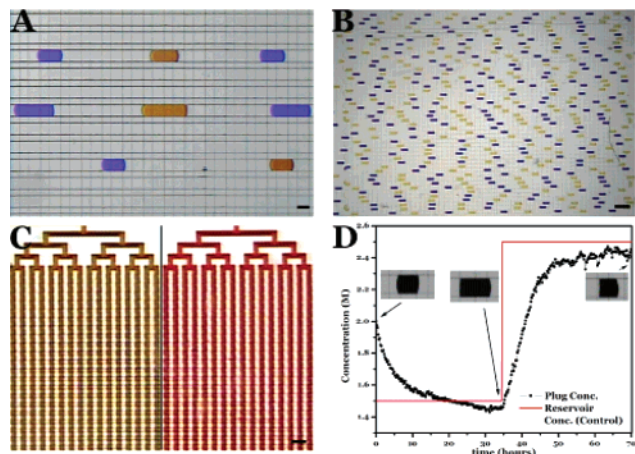 A
B
C
D
2.6
2.4
2.2
2.0
1.8
1.6
1.4
Concentration (M)
Plug Conc.
Reservoir
Conc. (Control)
0 10 20 30 40 50 60 70
time (hours)